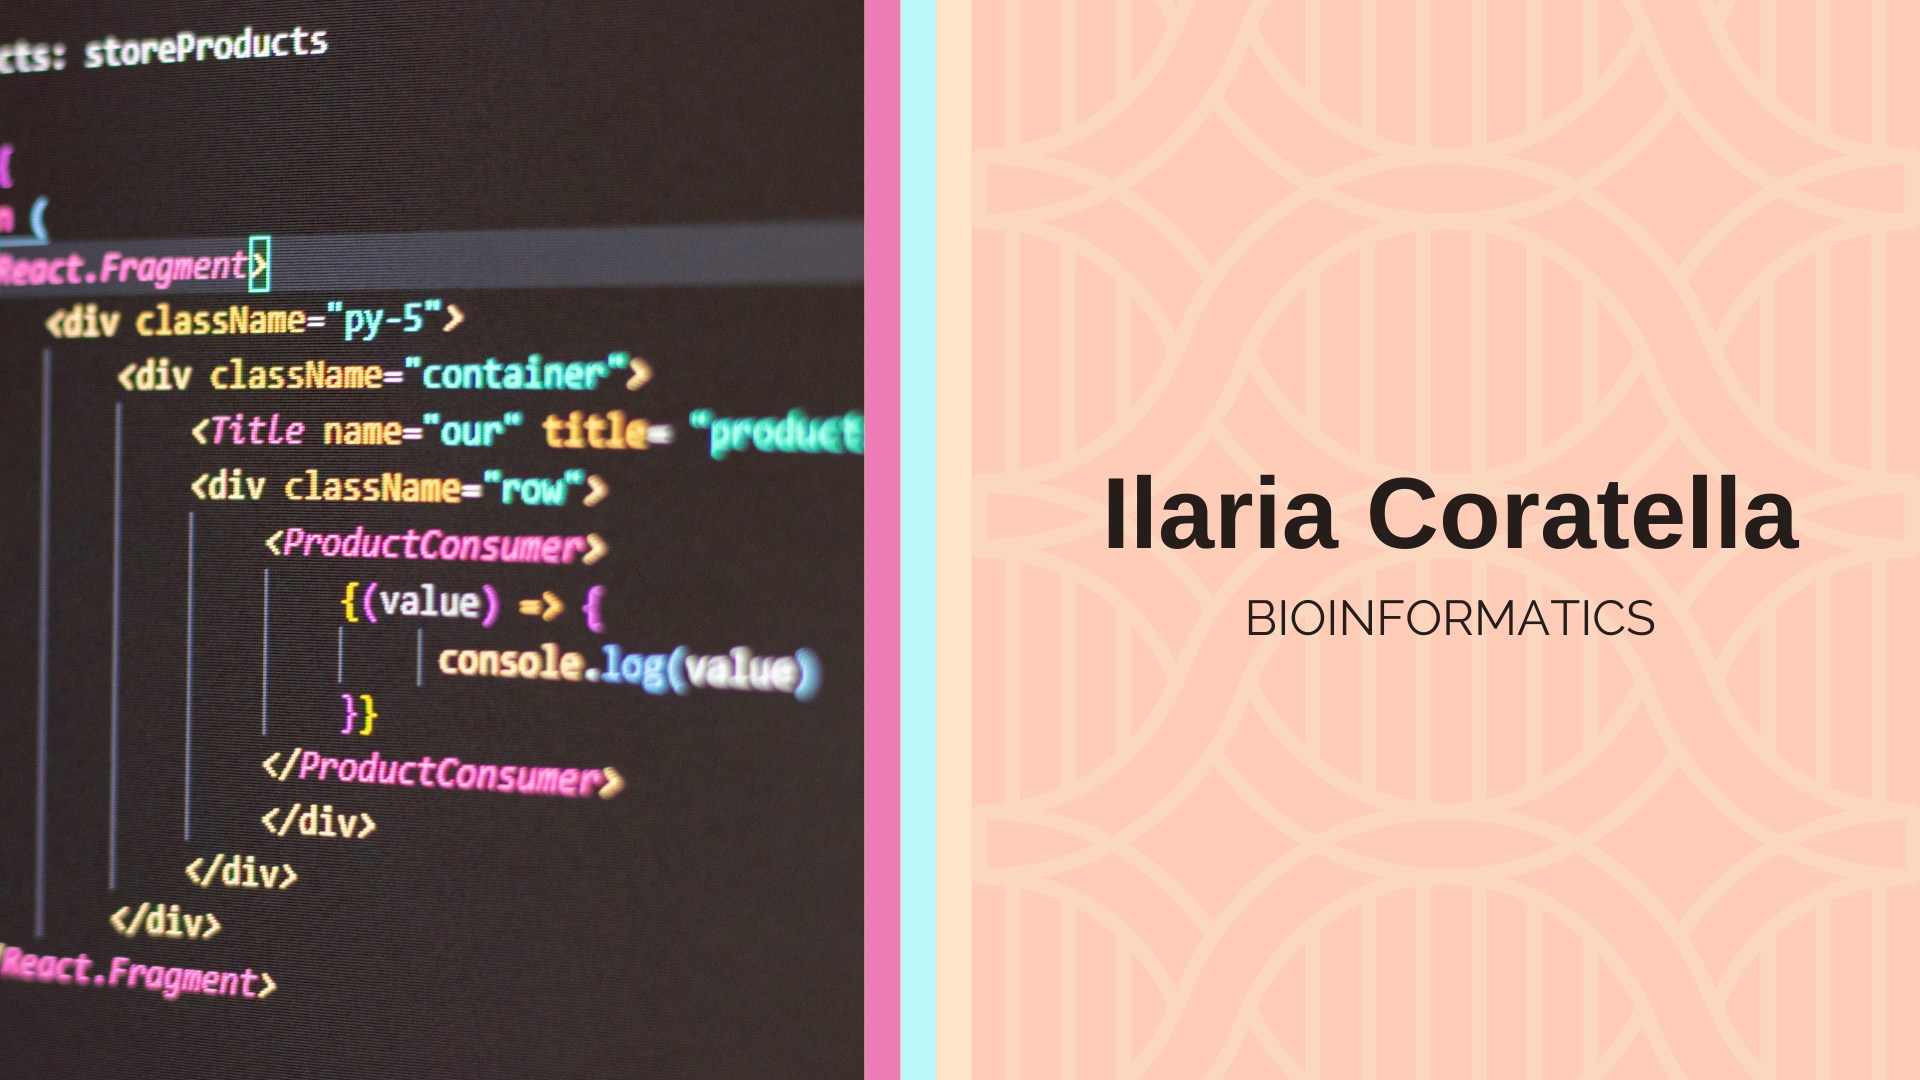 cts: storeProducts
{
n (
React.Fragment>
<div className="py-5">
<div className="container">
<Title name="our" title= "product
<div className="row">
<ProductConsumer>
{(value) => {
console.log(value)
}}
</ProductConsumer>
</div>
</div>
</div>
/React.Fragment>
Ilaria Coratella
BIOINFORMATICS